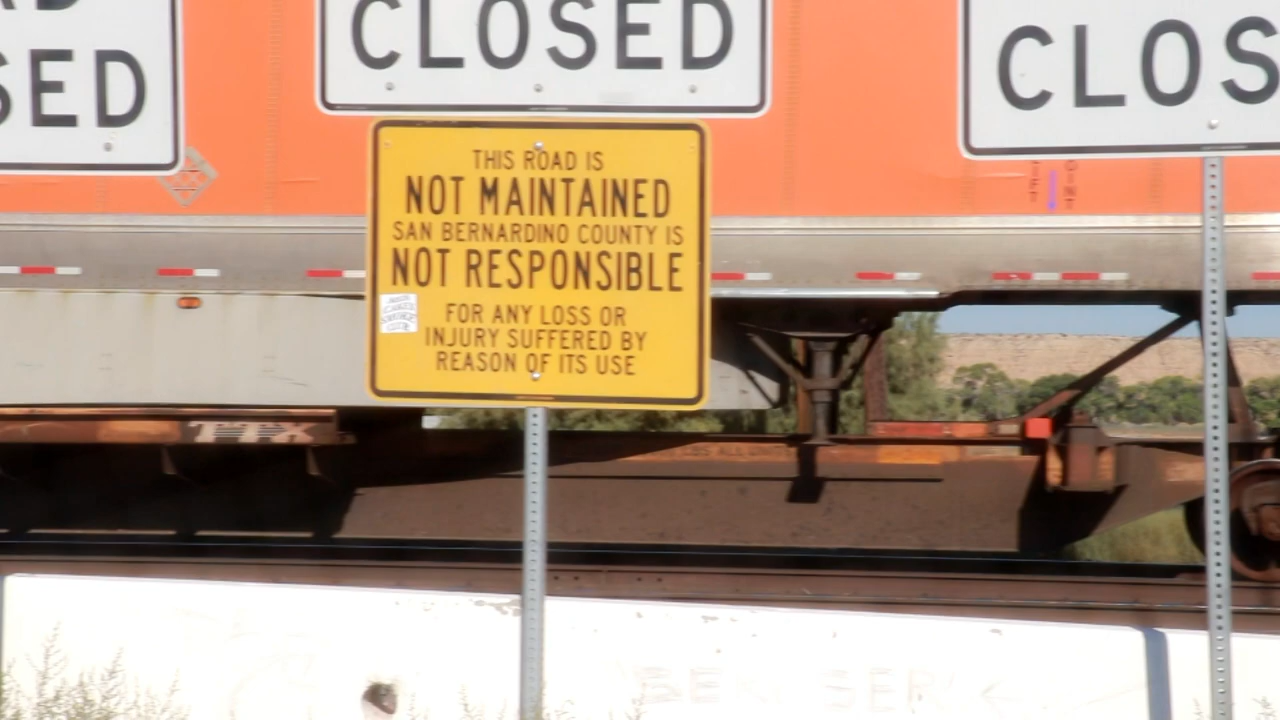 SED
CLOSED
CLOS
THIS ROAD IS
NOT MAINTAINED
SAN BERNARDINO COUNTY IS
NOT RESPONSIBLE
FOR ANY LOSS OR
INJURY SUFFERED BY
REASON OF ITS USE